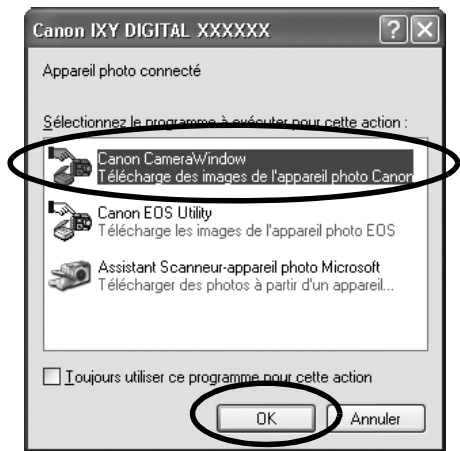 Canon IXY DIGITAL XXXXXX
Appareil photo connecté
Sélectionnez le programme à exécuter pour cette action :
Canon CameraWindow
Télécharge des images de l'appareil photo Canon
Canon EOS Utility
Télécharge les images de l'appareil photo EOS
Assistant Scanneur-appareil photo Microsoft
Télécharger des photos à partir d'un appareil...
Toujours utiliser ce programme pour cette action
OK
Annuler